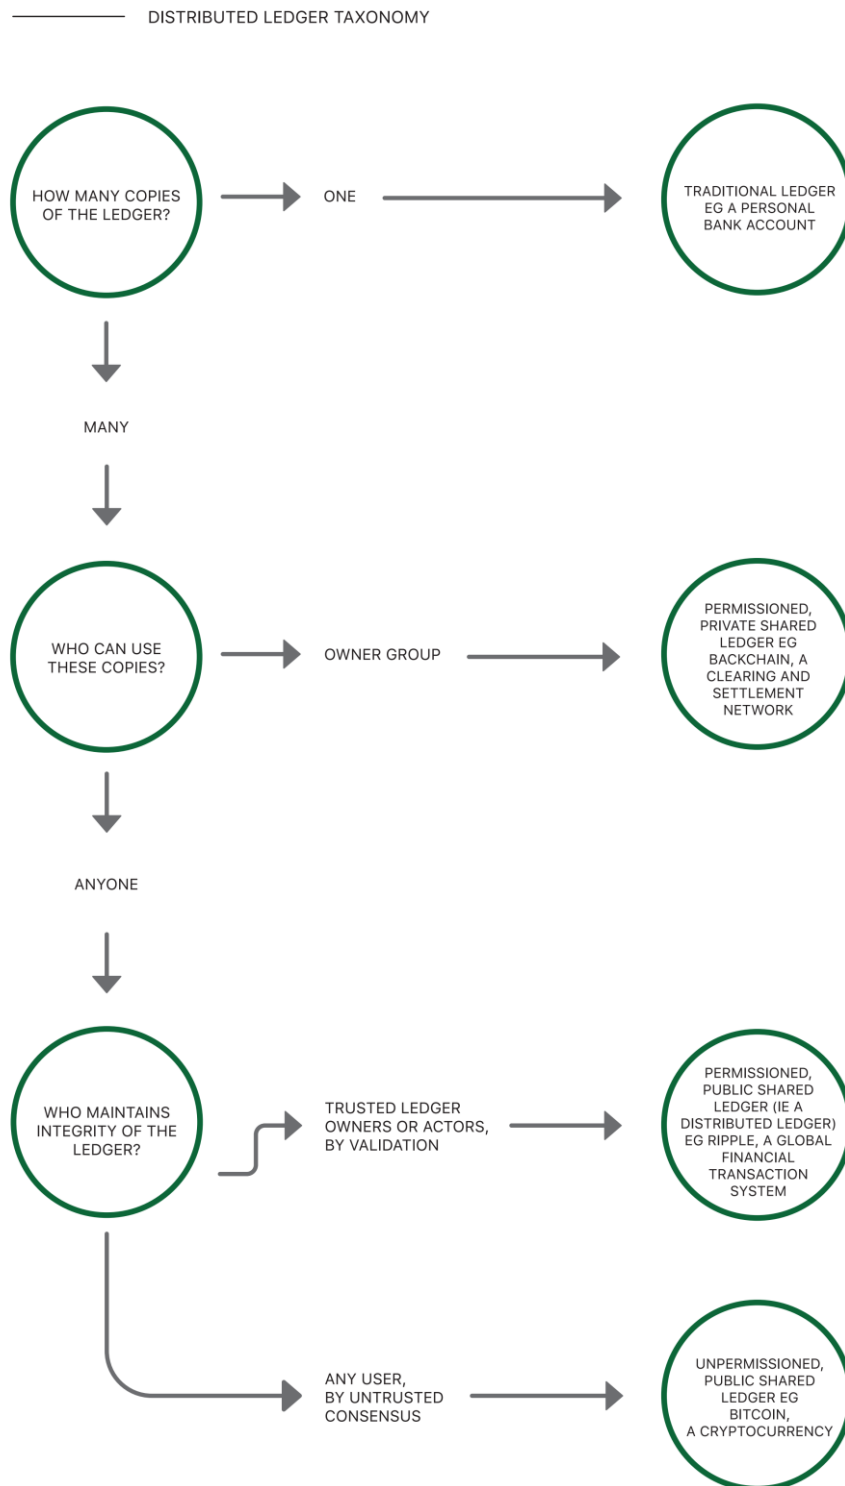 DISTRIBUTED LEDGER TAXONOMY
HOW MANY COPIES
OF THE LEDGER?
ONE
TRADITIONAL LEDGER
EG A PERSONAL
BANK ACCOUNT
MANY
WHO CAN USE
THESE COPIES?
OWNER GROUP
PERMISSIONED,
PRIVATE SHARED
LEDGER EG
BACKCHAIN, A
CLEARING AND
SETTLEMENT
NETWORK
ANYONE
WHO MAINTAINS
INTEGRITY OF THE
LEDGER?
TRUSTED LEDGER
OWNERS OR ACTORS,
BY VALIDATION
PERMISSIONED,
PUBLIC SHARED
LEDGER (IE A
DISTRIBUTED LEDGER)
EG RIPPLE, A GLOBAL
FINANCIAL
TRANSACTION
SYSTEM
ANY USER,
BY UNTRUSTED
CONSENSUS
UNPERMISSIONED,
PUBLIC SHARED
LEDGER EG
BITCOIN,
A CRYPTOCURRENCY